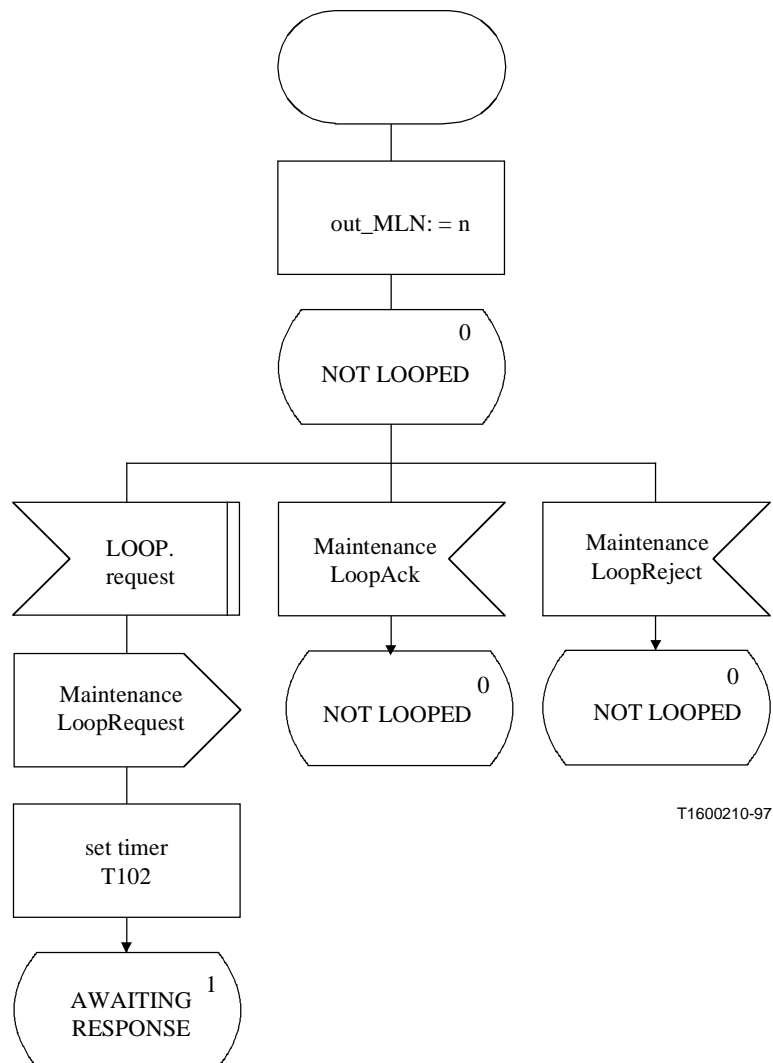 out_MLN: = n
0
NOT LOOPED
LOOP.
request
Maintenance
LoopAck
Maintenance
LoopReject
Maintenance
LoopRequest
0
NOT LOOPED
0
NOT LOOPED
set timer
T102
T1600210-97
1
AWAITING
RESPONSE